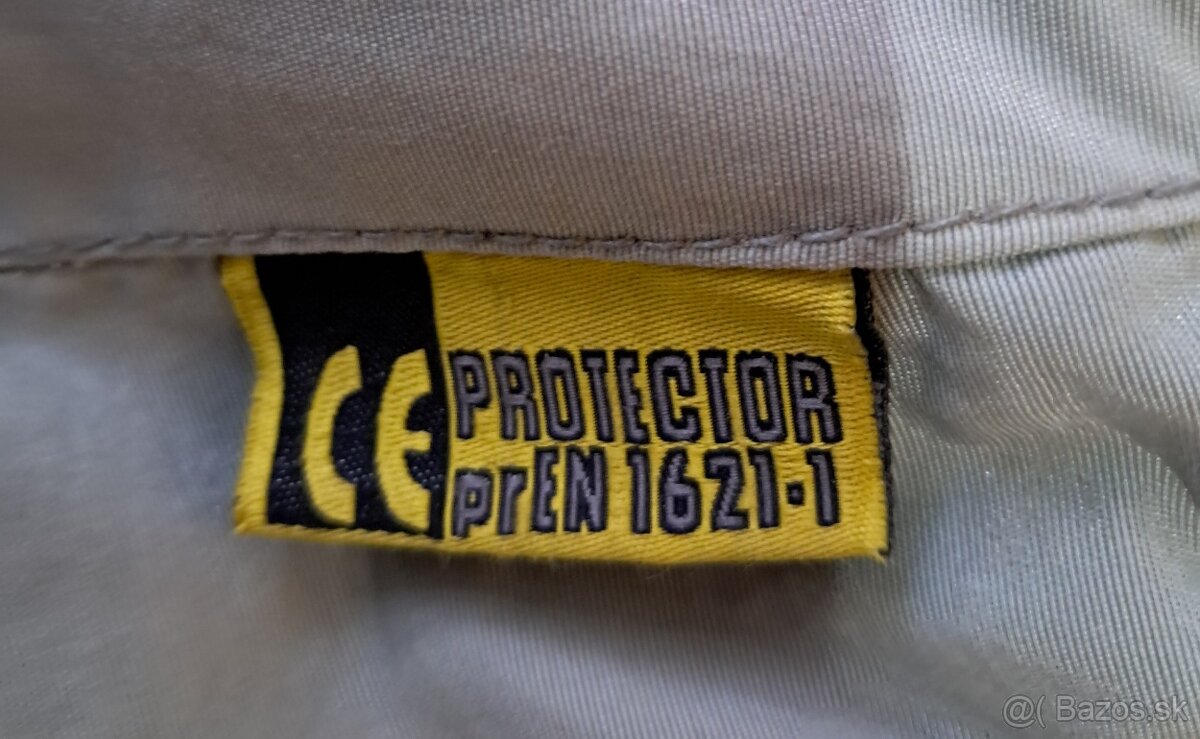 CE PROTECTOR
prEN 1621-1
@( Bazos.sk